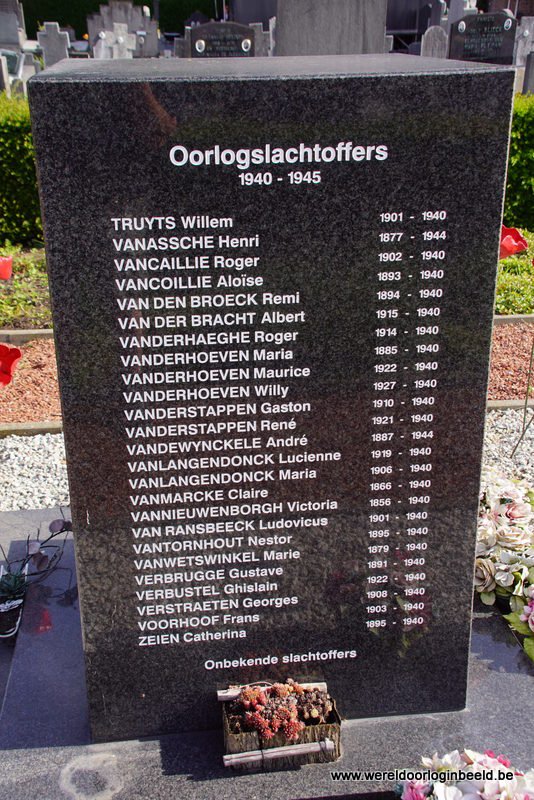 Oorlogslachtoffers
1940 - 1945
TRUYTS Willem 1901 - 1940
VANASSCHE Henri 1877 - 1944
VANCAILLIE Roger 1902 - 1940
VANCOILLIE Aloïse 1893 - 1940
VAN DEN BROECK Remi 1894 - 1940
VAN DER BRACHT Albert 1915 - 1940
VANDERHAEGHE Roger 1914 - 1940
VANDERHOEVEN Maria 1885 - 1940
VANDERHOEVEN Maurice 1922 - 1940
VANDERHOEVEN Willy 1927 - 1940
VANDERSTAPPEN Gaston 1910 - 1940
VANDERSTAPPEN René 1921 - 1940
VANDEWYNCKELE André 1887 - 1944
VANLANGENDONCK Lucienne 1919 - 1940
VANLANGENDONCK Maria 1906 - 1940
VANMARCKE Claire 1866 - 1940
VANNIEUWENBORGH Victoria 1856 - 1940
VAN RANSBEECK Ludovicus 1901 - 1940
VANTORNHOUT Nestor 1895 - 1940
VANWETSWINKEL Marie 1879 - 1940
VERBRUGGE Gustave 1891 - 1940
VERBUSTEL Ghislain 1922 - 1940
VERSTRAETEN Georges 1908 - 1940
VOORHOOF Frans 1903 - 1940
ZEIEN Catherina 1895 - 1940
Onbekende slachtoffers
www.wereldoorloginbeeld.be